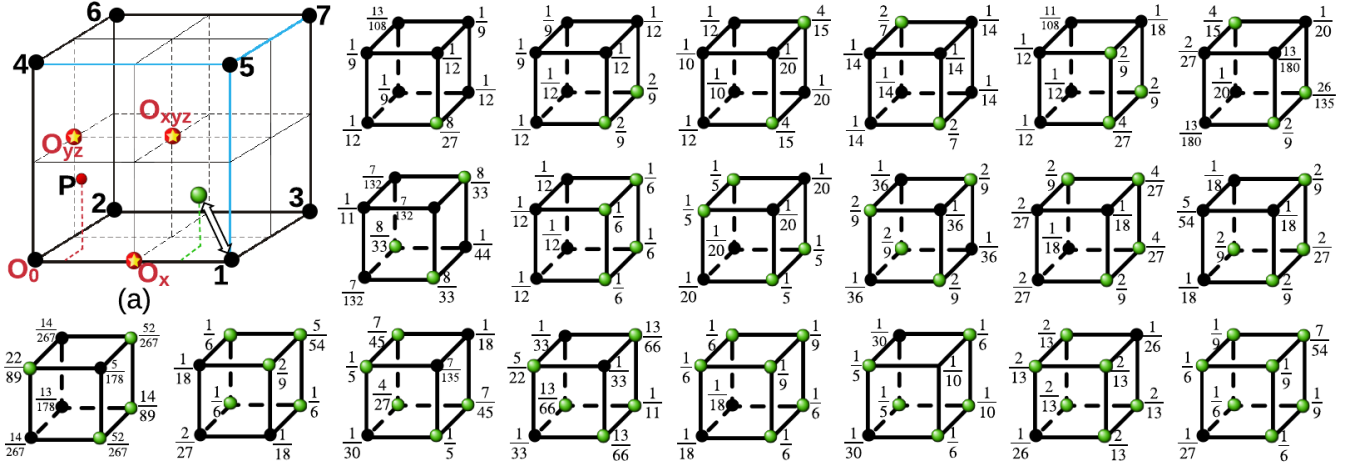 6 7
4 5
O_xyz
O_yz
P
2 3
O_0 O_x 1
(a)
13/108 1/9 1/9 1/12 1/9 1/12 1/12 8/27
1/9 1/12 1/9 1/12 1/12 2/9 1/12 2/9
1/12 4/15 1/10 1/20 1/10 1/20 1/12 4/15
2/7 1/14 1/14 1/14 1/14 1/14 1/14 2/7
11/108 1/18 1/12 2/9 1/12 2/9 1/12 4/27
4/15 1/20 2/27 13/180 1/20 26/135 13/180 2/9
7/132 8/33 1/11 7/132 8/33 1/44 7/132 8/33
1/12 1/6 1/12 1/6 1/12 1/6 1/12 1/6
1/5 1/20 1/5 1/20 1/20 1/5 1/20 1/5
1/36 2/9 2/9 1/36 2/9 1/36 1/36 2/9
2/9 4/27 2/27 1/18 1/18 4/27 2/27 2/9
1/18 2/9 5/54 1/18 2/9 2/27 1/18 2/9
14/267 52/267 22/89 5/178 13/178 14/89 14/267 52/267
1/6 5/54 1/18 2/9 1/6 1/6 2/27 1/18
7/45 1/18 1/5 7/135 4/27 7/45 1/30 1/5
1/33 13/66 5/22 1/33 13/66 1/11 1/33 13/66
1/6 1/9 1/6 1/9 1/18 1/6 1/18 1/6
1/30 1/6 1/5 1/10 1/5 1/10 1/30 1/6
2/13 1/26 2/13 2/13 2/13 2/13 1/26 2/13
1/9 7/54 1/6 1/9 1/6 1/9 1/27 1/6